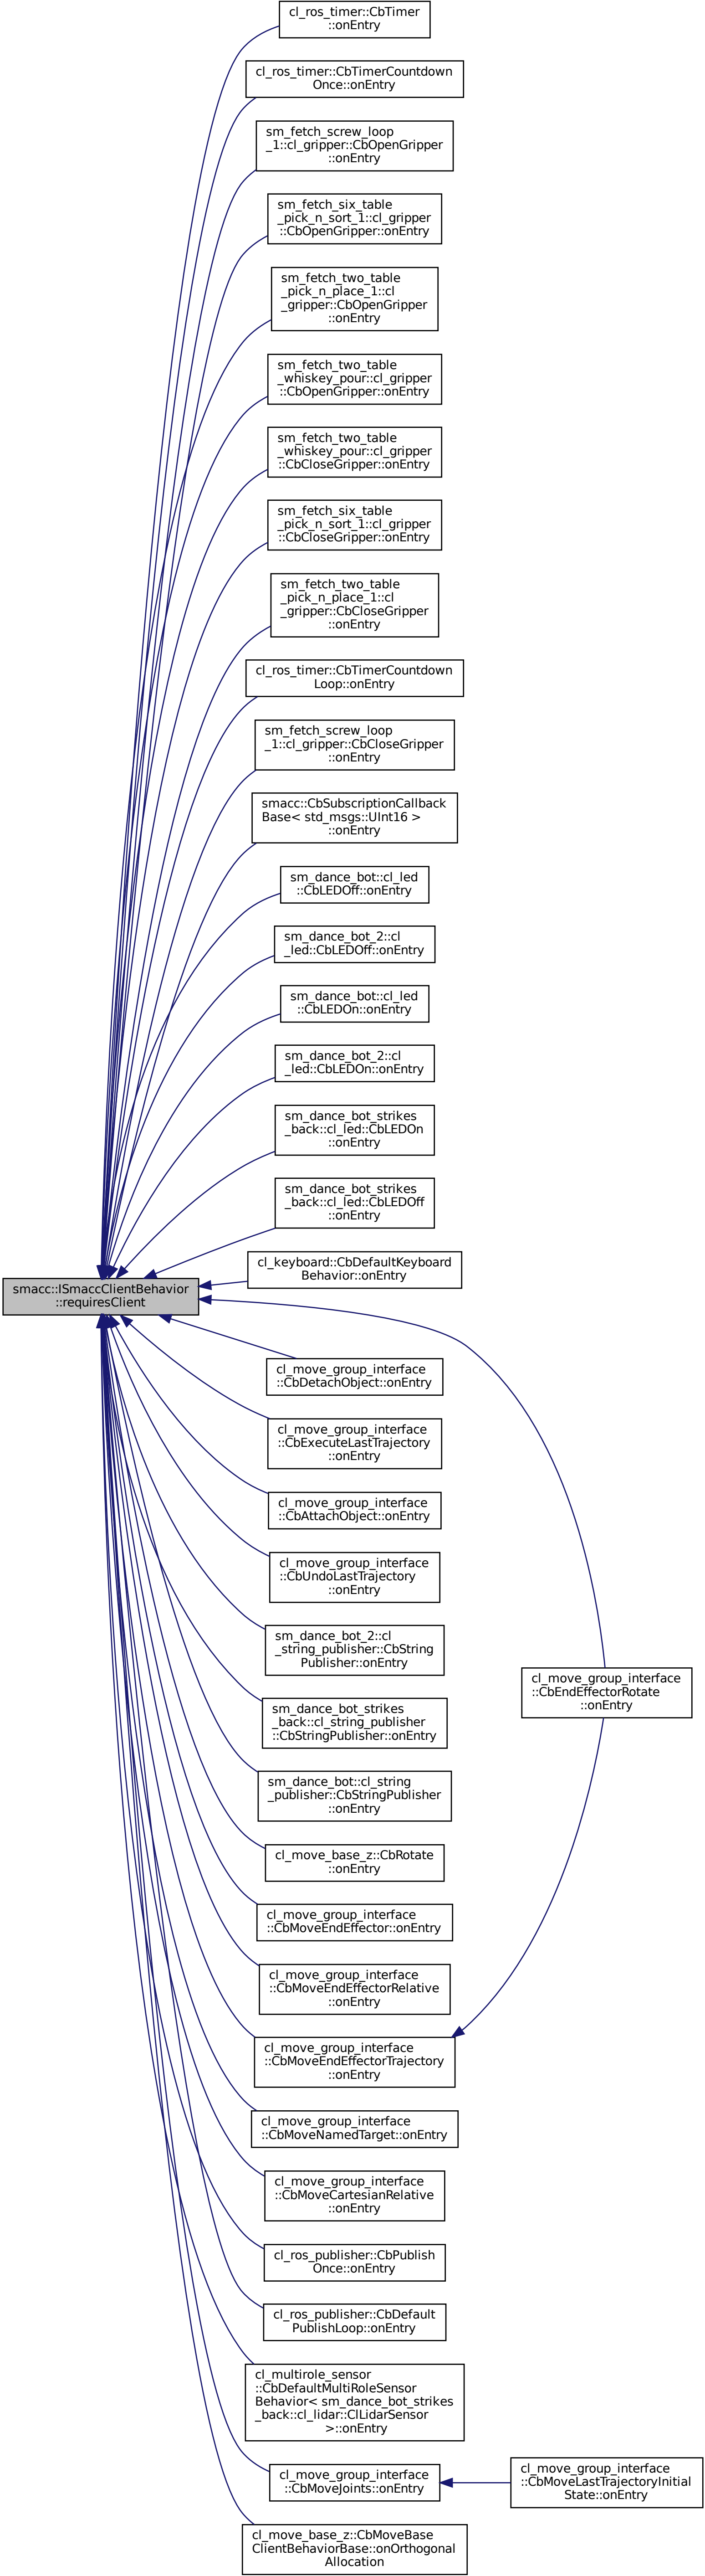 cl_ros_timer::CbTimer
::onEntry
cl_ros_timer::CbTimerCountdown
Once::onEntry
sm_fetch_screw_loop
_1::cl_gripper::CbOpenGripper
::onEntry
sm_fetch_six_table
_pick_n_sort_1::cl_gripper
::CbOpenGripper::onEntry
sm_fetch_two_table
_pick_n_place_1::cl
_gripper::CbOpenGripper
::onEntry
sm_fetch_two_table
_whiskey_pour::cl_gripper
::CbOpenGripper::onEntry
sm_fetch_two_table
_whiskey_pour::cl_gripper
::CbCloseGripper::onEntry
sm_fetch_six_table
_pick_n_sort_1::cl_gripper
::CbCloseGripper::onEntry
sm_fetch_two_table
_pick_n_place_1::cl
_gripper::CbCloseGripper
::onEntry
cl_ros_timer::CbTimerCountdown
Loop::onEntry
sm_fetch_screw_loop
_1::cl_gripper::CbCloseGripper
::onEntry
smacc::CbSubscriptionCallback
Base< std_msgs::UInt16 >
::onEntry
sm_dance_bot::cl_led
::CbLEDOff::onEntry
sm_dance_bot_2::cl
_led::CbLEDOff::onEntry
sm_dance_bot::cl_led
::CbLEDOn::onEntry
sm_dance_bot_2::cl
_led::CbLEDOn::onEntry
sm_dance_bot_strikes
_back::cl_led::CbLEDOn
::onEntry
sm_dance_bot_strikes
_back::cl_led::CbLEDOff
::onEntry
cl_keyboard::CbDefaultKeyboard
Behavior::onEntry
smacc::ISmaccClientBehavior
::requiresClient
cl_move_group_interface
::CbDetachObject::onEntry
cl_move_group_interface
::CbExecuteLastTrajectory
::onEntry
cl_move_group_interface
::CbAttachObject::onEntry
cl_move_group_interface
::CbUndoLastTrajectory
::onEntry
sm_dance_bot_2::cl
_string_publisher::CbString
Publisher::onEntry
cl_move_group_interface
::CbEndEffectorRotate
::onEntry
sm_dance_bot_strikes
_back::cl_string_publisher
::CbStringPublisher::onEntry
sm_dance_bot::cl_string
_publisher::CbStringPublisher
::onEntry
cl_move_base_z::CbRotate
::onEntry
cl_move_group_interface
::CbMoveEndEffector::onEntry
cl_move_group_interface
::CbMoveEndEffectorRelative
::onEntry
cl_move_group_interface
::CbMoveEndEffectorTrajectory
::onEntry
cl_move_group_interface
::CbMoveNamedTarget::onEntry
cl_move_group_interface
::CbMoveCartesianRelative
::onEntry
cl_ros_publisher::CbPublish
Once::onEntry
cl_ros_publisher::CbDefault
PublishLoop::onEntry
cl_multirole_sensor
::CbDefaultMultiRoleSensor
Behavior< sm_dance_bot_strikes
_back::cl_lidar::ClLidarSensor
>::onEntry
cl_move_group_interface
::CbMoveJoints::onEntry
cl_move_group_interface
::CbMoveLastTrajectoryInitial
State::onEntry
cl_move_base_z::CbMoveBase
ClientBehaviorBase::onOrthogonal
Allocation